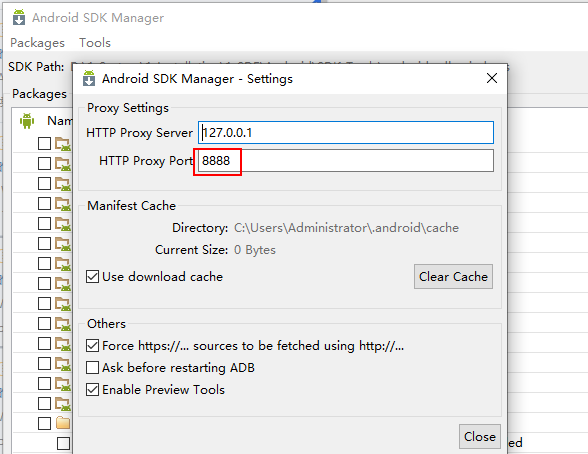 Android SDK Manager
Packages Tools
SDK Path:
Packages
Android SDK Manager - Settings
Proxy Settings
HTTP Proxy Server 127.0.0.1
HTTP Proxy Port 8888
Manifest Cache
Directory: C:\Users\Administrator\.android\cache
Current Size: 0 Bytes
Use download cache Clear Cache
Others
Force https://... sources to be fetched using http://...
Ask before restarting ADB
Enable Preview Tools
Close